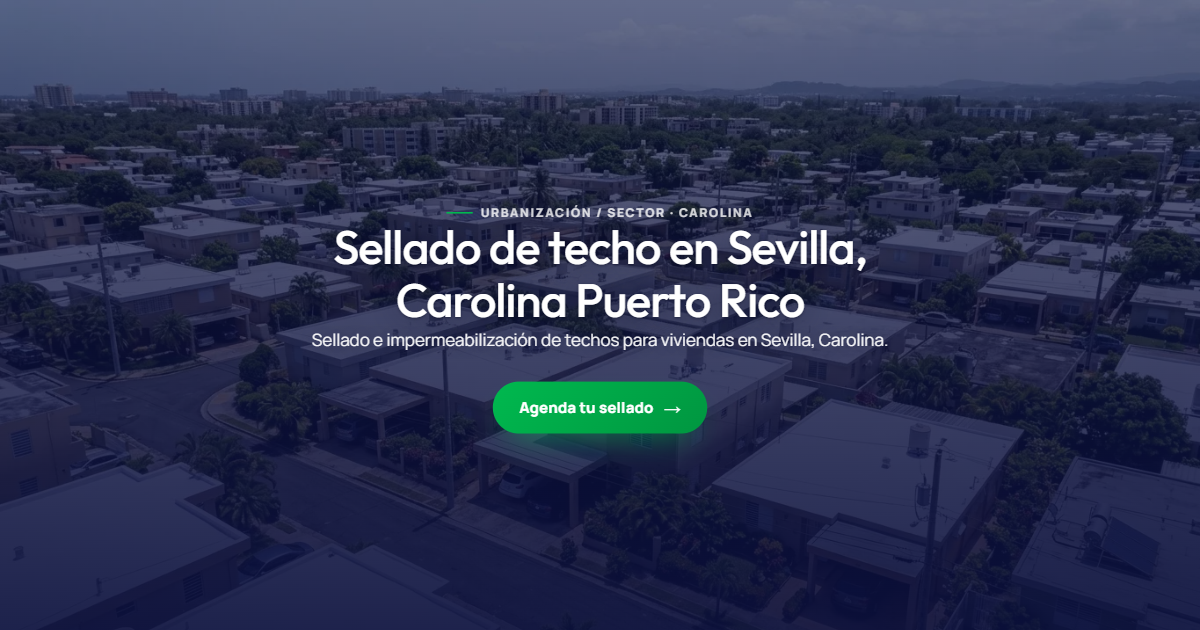 URBANIZACIÓN / SECTOR · CAROLINA
Sellado de techo en Sevilla,
Carolina Puerto Rico
Sellado e impermeabilización de techos para viviendas en Sevilla, Carolina.
Agenda tu sellado →